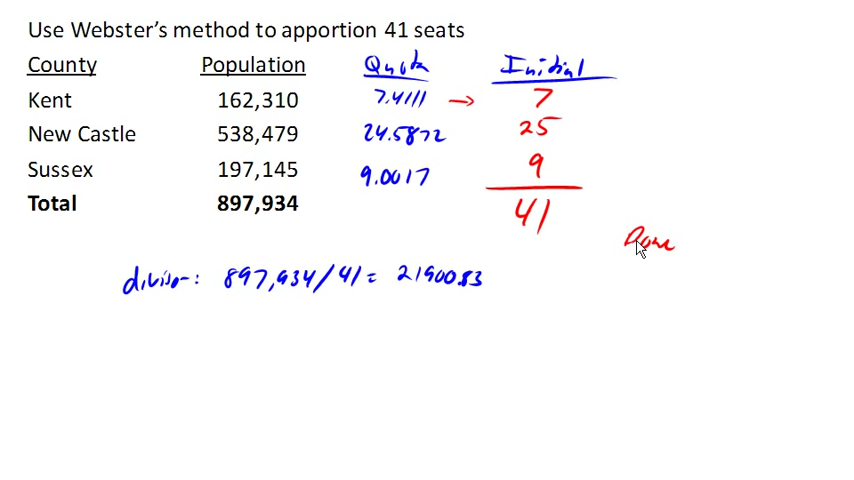 Use Webster's method to apportion 41 seats
County Population Quota Initial
Kent 162,310 7.4111 → 7
New Castle 538,479 24.5872 25
Sussex 197,145 9.0017 9
Total 897,934 41
Done
divisor: 897,934/41 = 21900.83